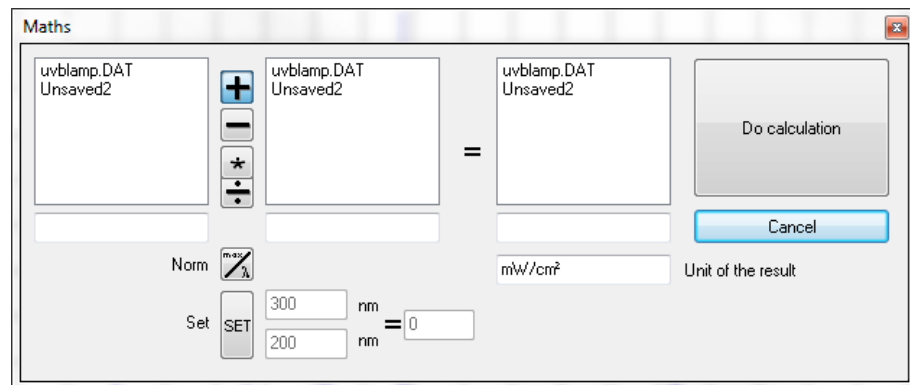 Maths
uvblamp.DAT
Unsaved2
+
−
*
÷
uvblamp.DAT
Unsaved2
=
uvblamp.DAT
Unsaved2
Do calculation
Cancel
Norm
max/λ
mW/cm²
Unit of the result
Set
SET
300 nm
200 nm
=
0